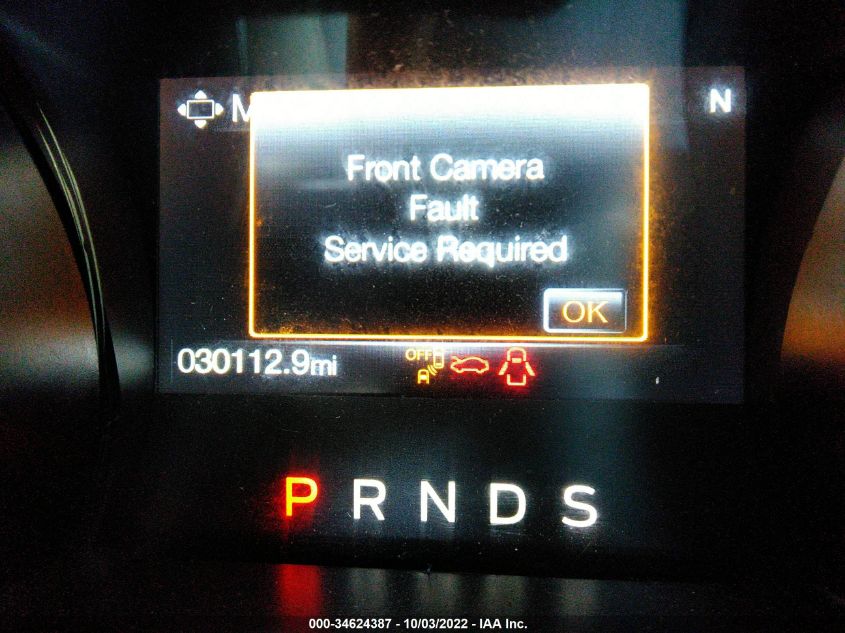 M
N
Front Camera
Fault
Service Required
OK
030112.9mi
OFF
A
P R N D S
000-34624387 - 10/03/2022 - IAA Inc.